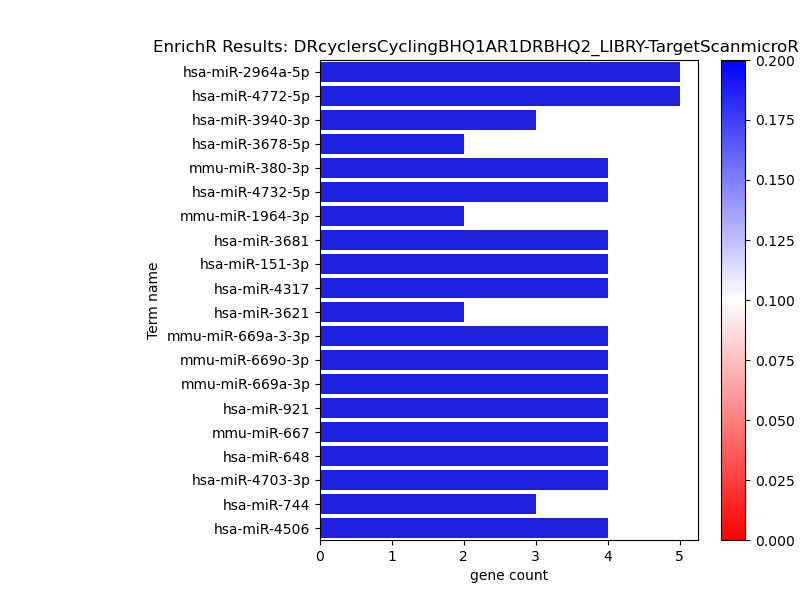 EnrichR Results: DRcyclersCyclingBHQ1AR1DRBHQ2_LIBRY-TargetScanmicroR
hsa-miR-2964a-5p
hsa-miR-4772-5p
hsa-miR-3940-3p
hsa-miR-3678-5p
mmu-miR-380-3p
hsa-miR-4732-5p
mmu-miR-1964-3p
hsa-miR-3681
hsa-miR-151-3p
hsa-miR-4317
hsa-miR-3621
mmu-miR-669a-3-3p
mmu-miR-669o-3p
mmu-miR-669a-3p
hsa-miR-921
mmu-miR-667
hsa-miR-648
hsa-miR-4703-3p
hsa-miR-744
hsa-miR-4506
Term name
0 1 2 3 4 5
gene count
0.200
0.175
0.150
0.125
0.100
0.075
0.050
0.025
0.000